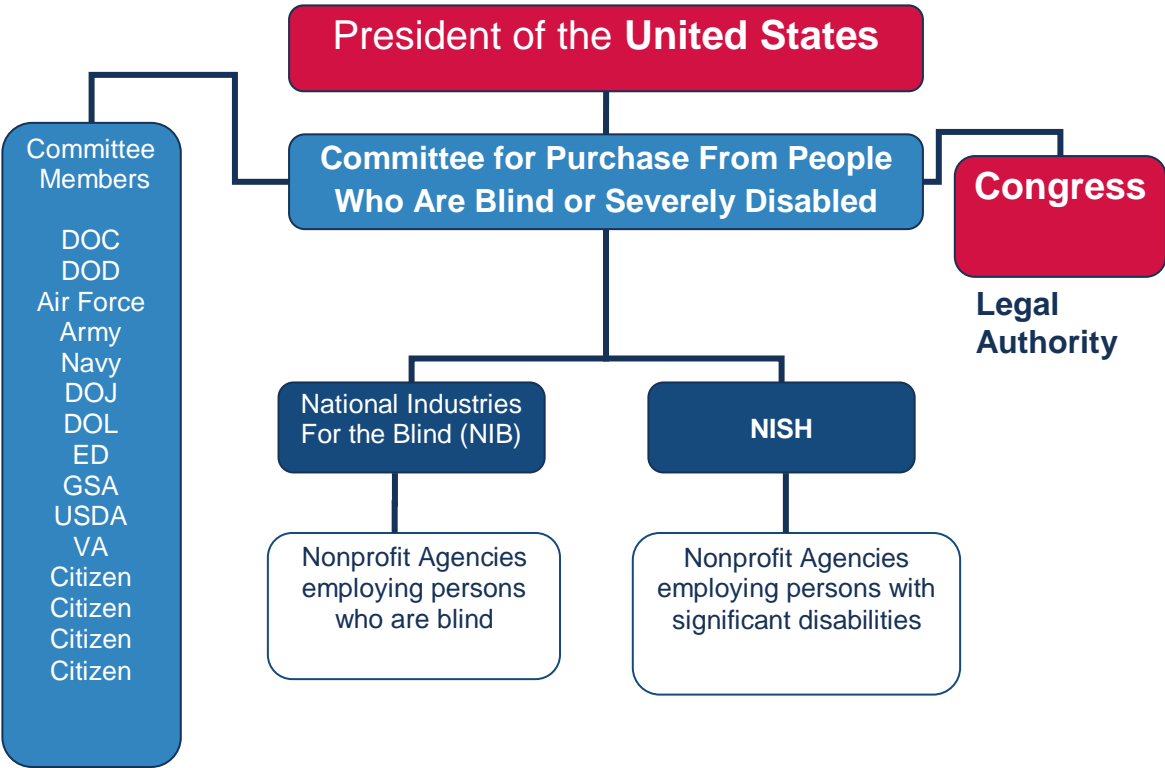 President of the United States
Committee for Purchase From People
Who Are Blind or Severely Disabled
Congress
Legal
Authority
Committee
Members
DOC
DOD
Air Force
Army
Navy
DOJ
DOL
ED
GSA
USDA
VA
Citizen
Citizen
Citizen
Citizen
National Industries
For the Blind (NIB)
NISH
Nonprofit Agencies
employing persons
who are blind
Nonprofit Agencies
employing persons with
significant disabilities